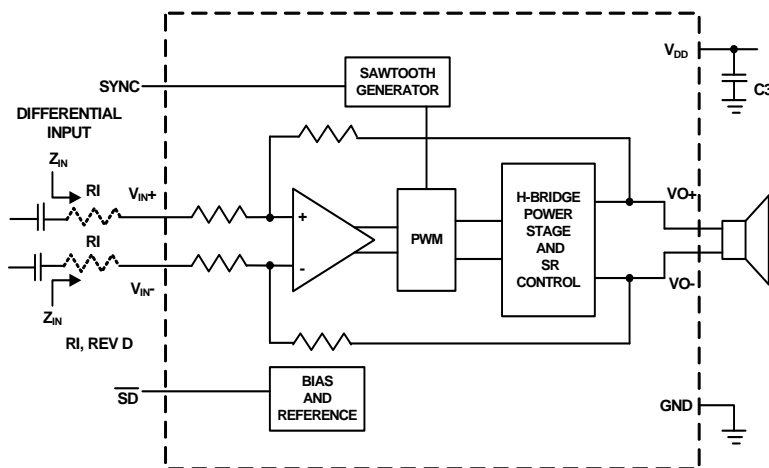 SYNC
SAWTOOTH
GENERATOR
V_DD
C3
DIFFERENTIAL
INPUT
Z_IN
RI
V_IN+
+
-
PWM
H-BRIDGE
POWER
STAGE
AND
SR
CONTROL
VO+
VO-
RI
V_IN-
Z_IN
RI, REV D
SD
BIAS
AND
REFERENCE
GND